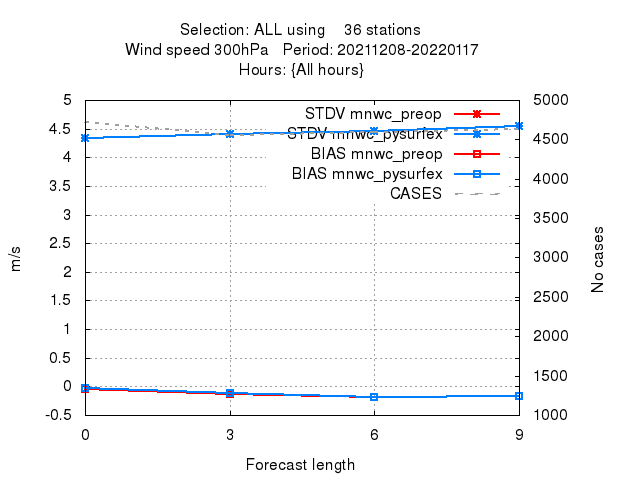 Selection: ALL using    36 stations
Wind speed 300hPa   Period: 20211208-20220117
Hours: {All hours}
STDV mnwc_preop
STDV mnwc_pysurfex
BIAS mnwc_preop
BIAS mnwc_pysurfex
CASES
5
4.5
4
3.5
3
2.5
2
1.5
1
0.5
0
-0.5
m/s
5000
4500
4000
3500
3000
2500
2000
1500
1000
No cases
0
3
6
9
Forecast length